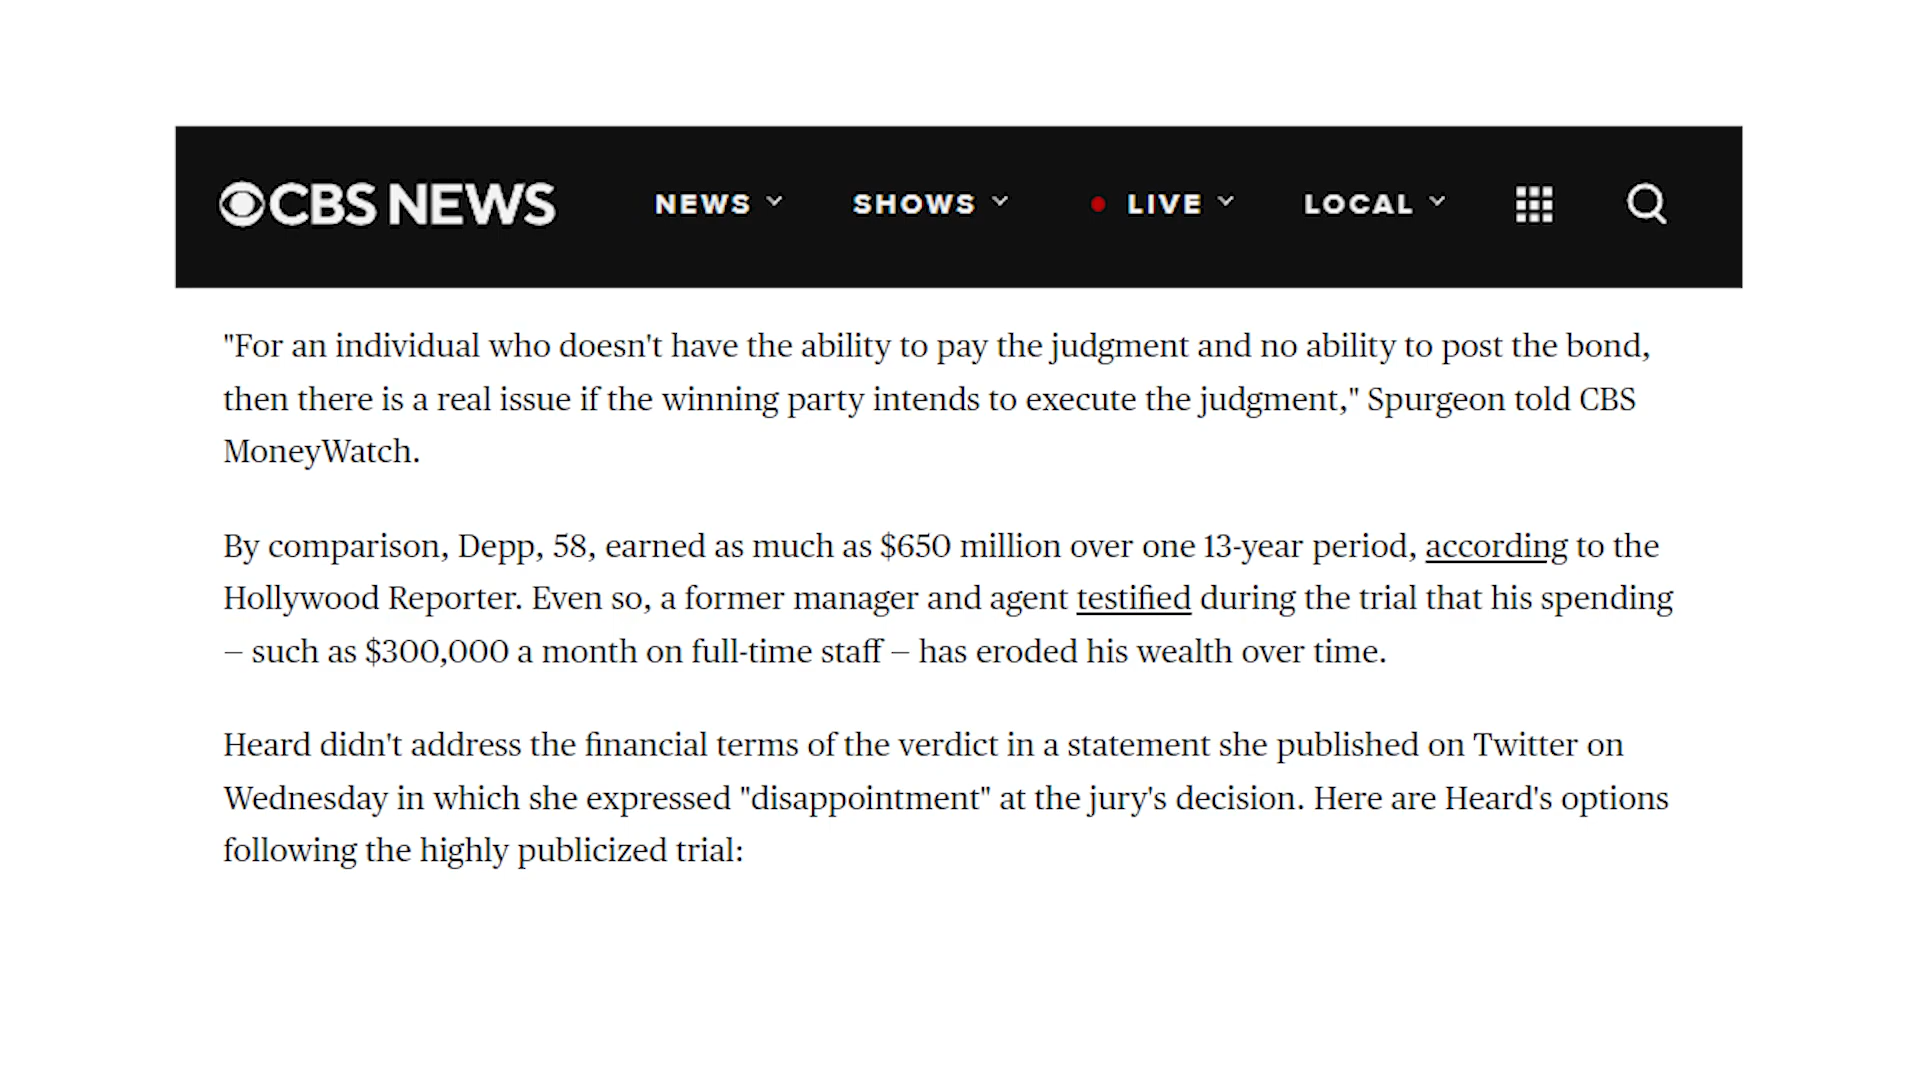 CBS NEWS NEWS SHOWS LIVE LOCAL
"For an individual who doesn't have the ability to pay the judgment and no ability to post the bond,
then there is a real issue if the winning party intends to execute the judgment," Spurgeon told CBS
MoneyWatch.
By comparison, Depp, 58, earned as much as $650 million over one 13-year period, according to the
Hollywood Reporter. Even so, a former manager and agent testified during the trial that his spending
– such as $300,000 a month on full-time staff – has eroded his wealth over time.
Heard didn't address the financial terms of the verdict in a statement she published on Twitter on
Wednesday in which she expressed "disappointment" at the jury's decision. Here are Heard's options
following the highly publicized trial: